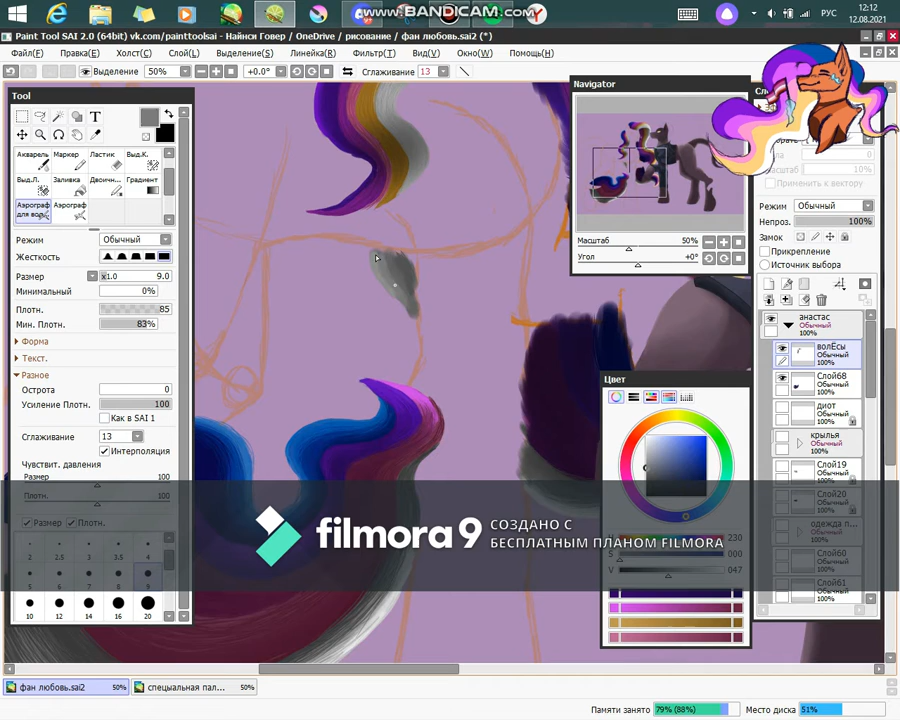 WWW.BANDICAM.COM
РУС
12:12
12.08.2021
Paint Tool SAI 2.0 (64bit) vk.com/painttoolsai - Найнси Говер / OneDrive / рисование / фан любовь.sai2 (*)
Файл(F) Правка(E) Холст(C) Слой(L) Выделение(S) Линейка(R) Фильтр(T) Вид(V) Окно(W) Помощь(H)
Выделение 50% +0.0° Сглаживание 13
Tool
T
Акварель Маркер Ластик Выд.К.
Выд.Л. Заливка Двоичн... Градиент
Аэрограф для вол Аэрограф
Режим Обычный
Жесткость
Размер x1.0 9.0
Минимальный 0%
Плотн. 85
Мин. Плотн. 83%
Форма
Текст.
Разное
Острота 0
Усиление Плотн. 100
Как в SAI 1
Сглаживание 13
Интерполяция
Чувствит. давления
Размер 100
Плотн. 100
Размер Плотн.
2 2.5 3 4
5 6 7 8 9
10 12 14 16 20
Navigator
Масштаб 50%
Угол +0°
Цвет
H 230
S 000
V 047
0%
Масштаб 10%
Применить к вектору
Режим Обычный
Непроз. 100%
Замок
Прикрепление
Источник выбора
анастас
Обычный
100%
волЁсы
Обычный
100%
Слой68
Обычный
100%
диот
Обычный
100%
крылья
Обычный
Слой19
Обычный
100%
Слой20
Обычный
100%
одежда п...
Обычный
Слой60
Обычный
100%
Слой61
Обычный
100%
filmora9
СОЗДАНО С
БЕСПЛАТНЫМ ПЛАНОМ FILMORA
фан любовь.sai2 50% спецыальная пал... 50%
Памяти занято 79% (88%) Место диска 51%